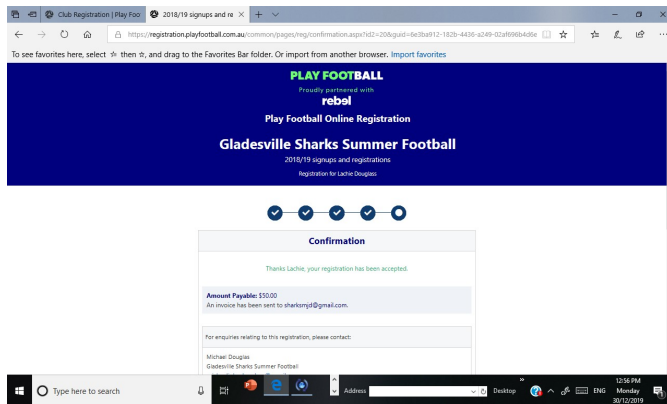 Club Registration | Play Foo
2018/19 signups and re
https://registration.playfootball.com.au/common/pages/reg/confirmation.aspx?id2=20&guid=6e3ba912-182b-4436-a249-02af696b4d6e
To see favorites here, select then ☆, and drag to the Favorites Bar folder. Or import from another browser. Import favorites
PLAY FOOTBALL
Proudly partnered with
rebel
Play Football Online Registration
Gladesville Sharks Summer Football
2018/19 signups and registrations
Registration for Lachie Douglass
Confirmation
Thanks Lachie, your registration has been accepted.
Amount Payable: $50.00
An invoice has been sent to sharksmjd@gmail.com.
For enquiries relating to this registration, please contact:
Michael Douglas
Gladesville Sharks Summer Football
Type here to search
Address
Desktop
ENG
12:56 PM
Monday
30/12/2019